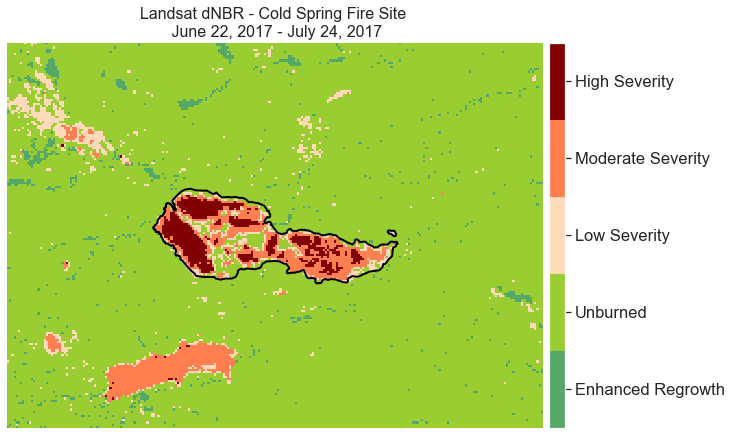 Landsat dNBR - Cold Spring Fire Site
June 22, 2017 - July 24, 2017
High Severity
Moderate Severity
Low Severity
Unburned
Enhanced Regrowth